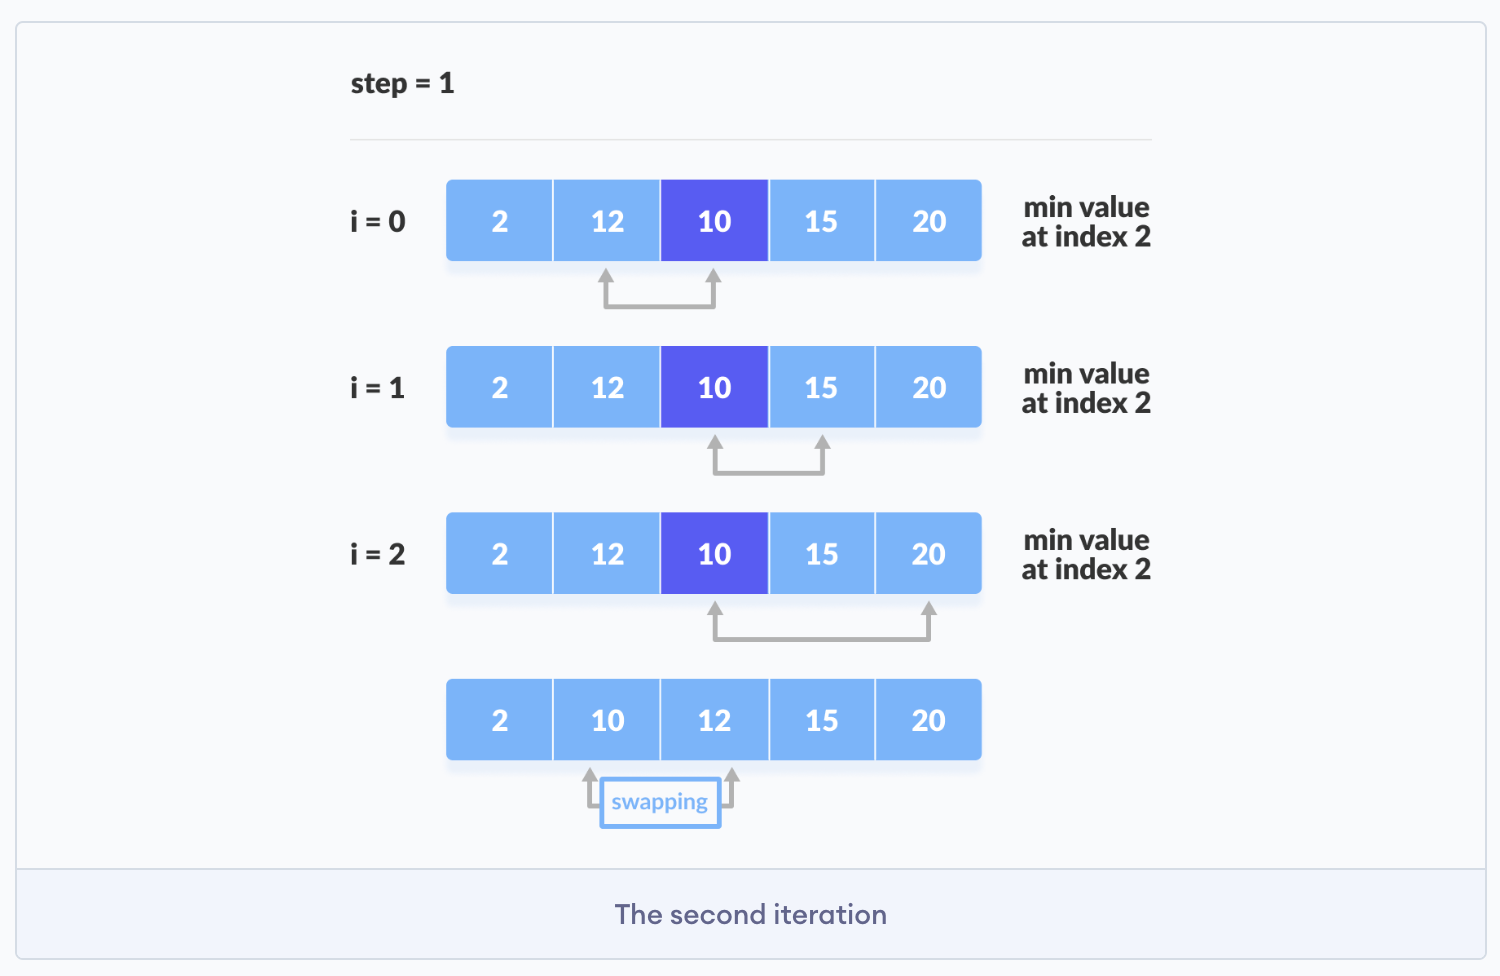 step = 1
i = 0
2 12 10 15 20
min value
at index 2
i = 1
2 12 10 15 20
min value
at index 2
i = 2
2 12 10 15 20
min value
at index 2
2 10 12 15 20
swapping
The second iteration